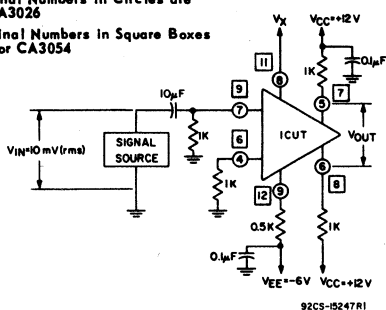 nal Numbers in Circles are
CA3026
inal Numbers in Square Boxes
or CA3054
VX
VCC=+12V
11
8
1K
0.1µF
10µF
9
7
5
7
VIN=10 mV(rms)
SIGNAL
SOURCE
1K
6
4
ICUT
VOUT
6
8
1K
12
9
0.5K
1K
0.1µF
VEE=-6V
VCC=+12V
92CS-15247R1